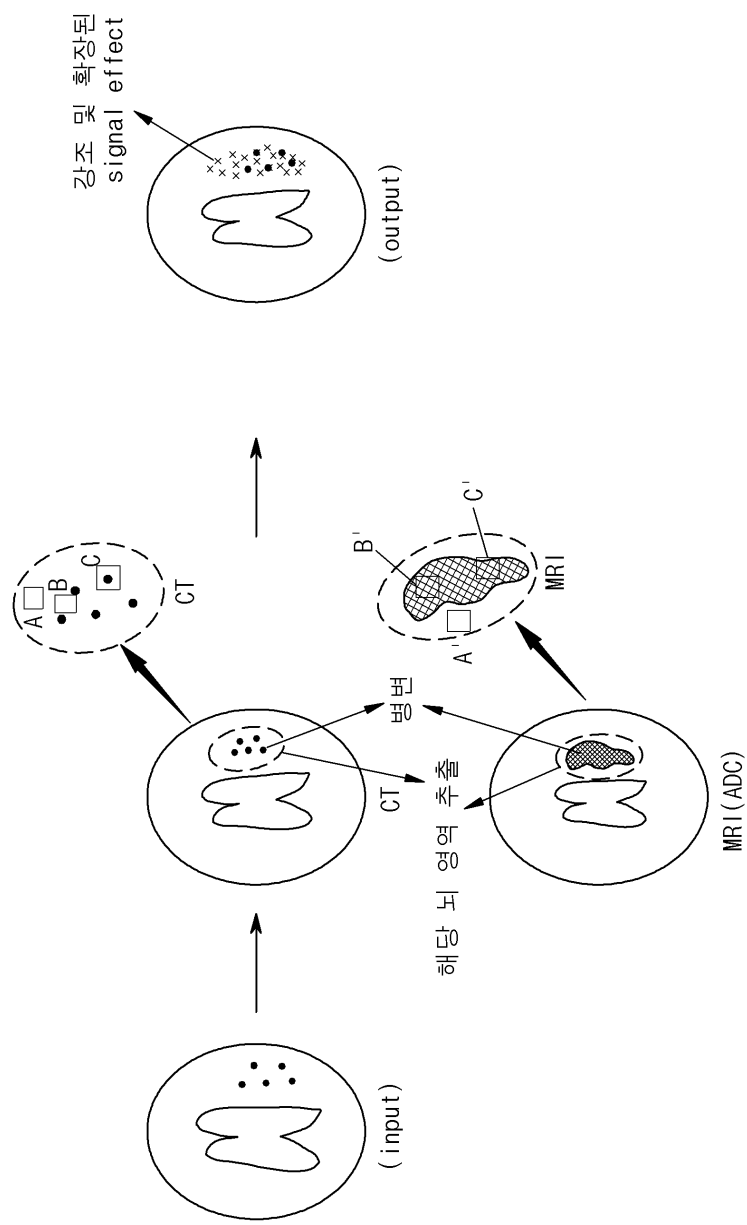 (input)
CT
병변
해당 뇌 영역 추출
MRI(ADC)
A
B
C
CT
A'
B'
C'
MRI
강조 및 확장된
signal effect
(output)